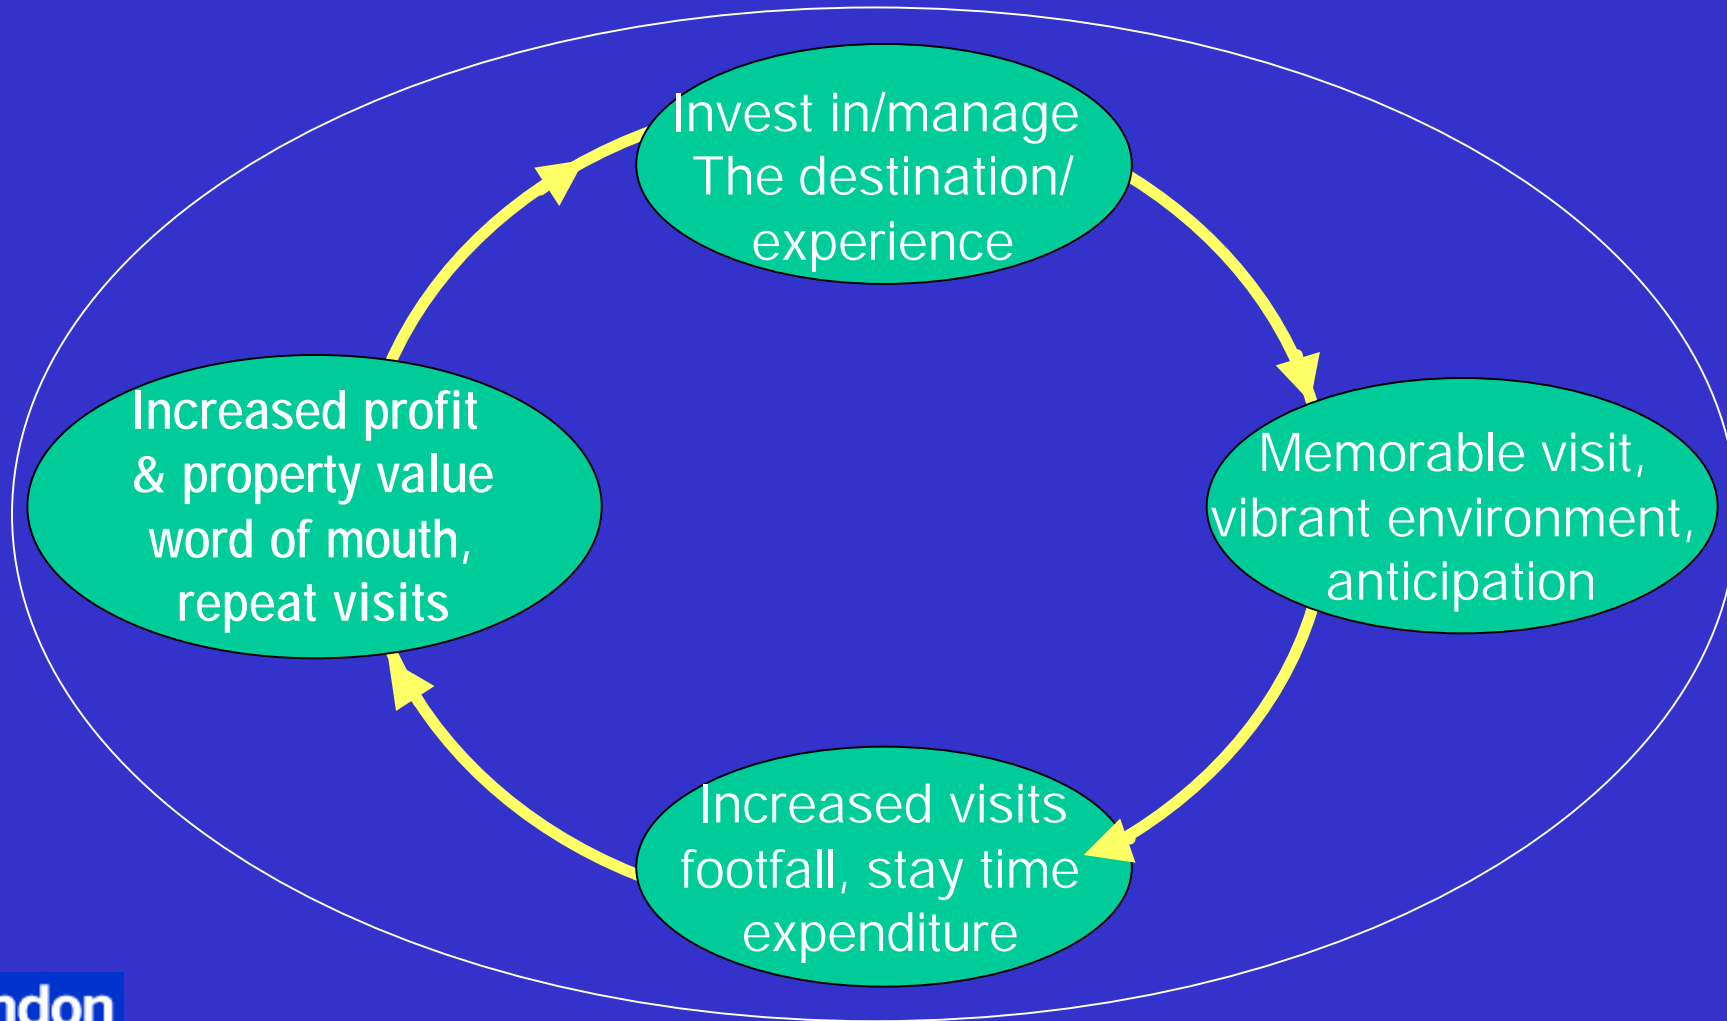 Invest in/manage
The destination/
experience
Increased profit
& property value
word of mouth,
repeat visits
Memorable visit,
vibrant environment,
anticipation
Increased visits
footfall, stay time
expenditure